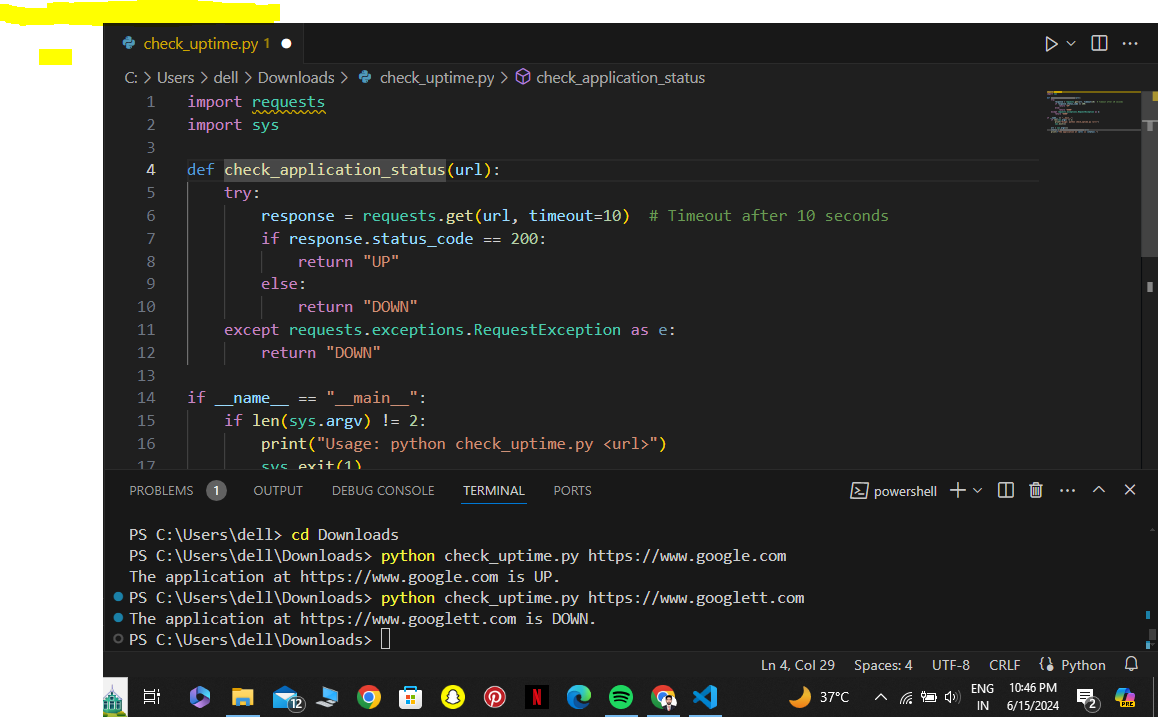 check_uptime.py 1
C: > Users > dell > Downloads > check_uptime.py > check_application_status
1 import requests
2 import sys
3
4 def check_application_status(url):
5 try:
6 response = requests.get(url, timeout=10)  # Timeout after 10 seconds
7 if response.status_code == 200:
8 return "UP"
9 else:
10 return "DOWN"
11 except requests.exceptions.RequestException as e:
12 return "DOWN"
13
14 if __name__ == "__main__":
15 if len(sys.argv) != 2:
16 print("Usage: python check_uptime.py <url>")
17 sys.exit(1)
PROBLEMS 1 OUTPUT DEBUG CONSOLE TERMINAL PORTS powershell
PS C:\Users\dell> cd Downloads
PS C:\Users\dell\Downloads> python check_uptime.py https://www.google.com
The application at https://www.google.com is UP.
PS C:\Users\dell\Downloads> python check_uptime.py https://www.googlett.com
The application at https://www.googlett.com is DOWN.
PS C:\Users\dell\Downloads>
Ln 4, Col 29 Spaces: 4 UTF-8 CRLF Python
12 N 37°C ENG IN 10:46 PM 6/15/2024 2 PRE